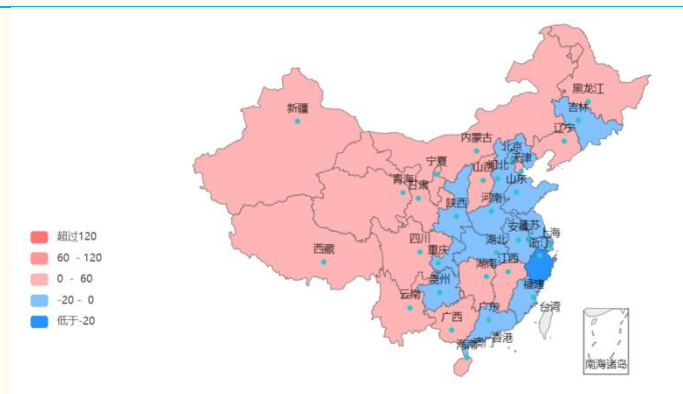 黑龙江
吉林
辽宁
新疆
内蒙古
北京
天津
河北
山西
宁夏
山东
青海
甘肃
陕西
河南
江苏
安徽
上海
四川
湖北
浙江
重庆
西藏
湖南
江西
贵州
福建
云南
台湾
广东
广西
香港
澳门
海南
超过120
60 - 120
0 - 60
-20 - 0
低于-20
南海诸岛